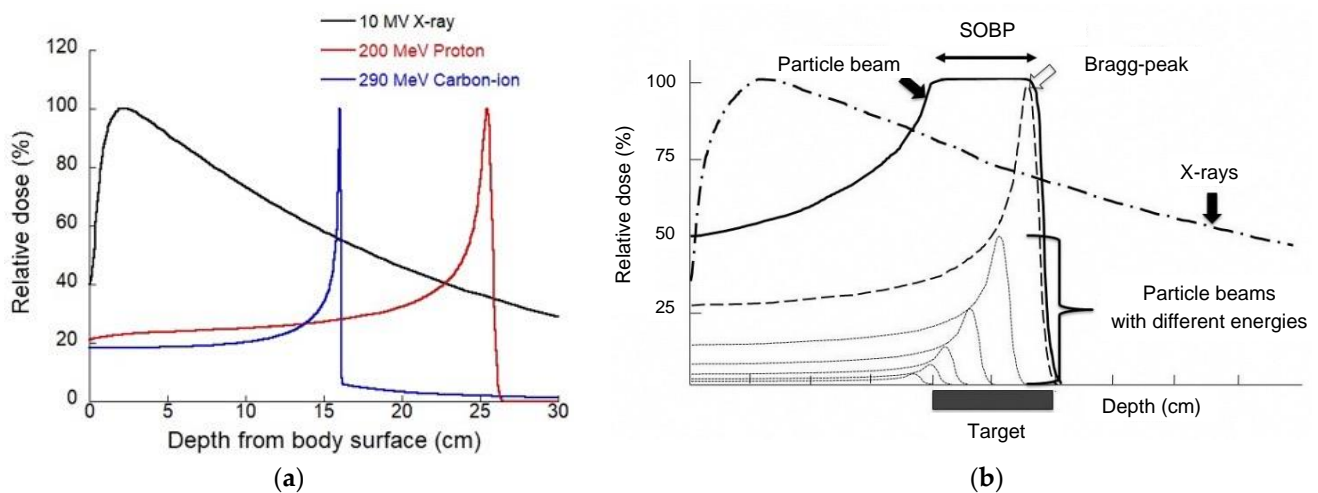 10 MV X-ray
200 MeV Proton
290 MeV Carbon-ion
120
100
80
60
40
20
0
Relative dose (%)
0 5 10 15 20 25 30
Depth from body surface (cm)
(a)
SOBP
Particle beam
Bragg-peak
100
75
50
25
Relative dose (%)
X-rays
Particle beams
with different energies
Depth (cm)
Target
(b)